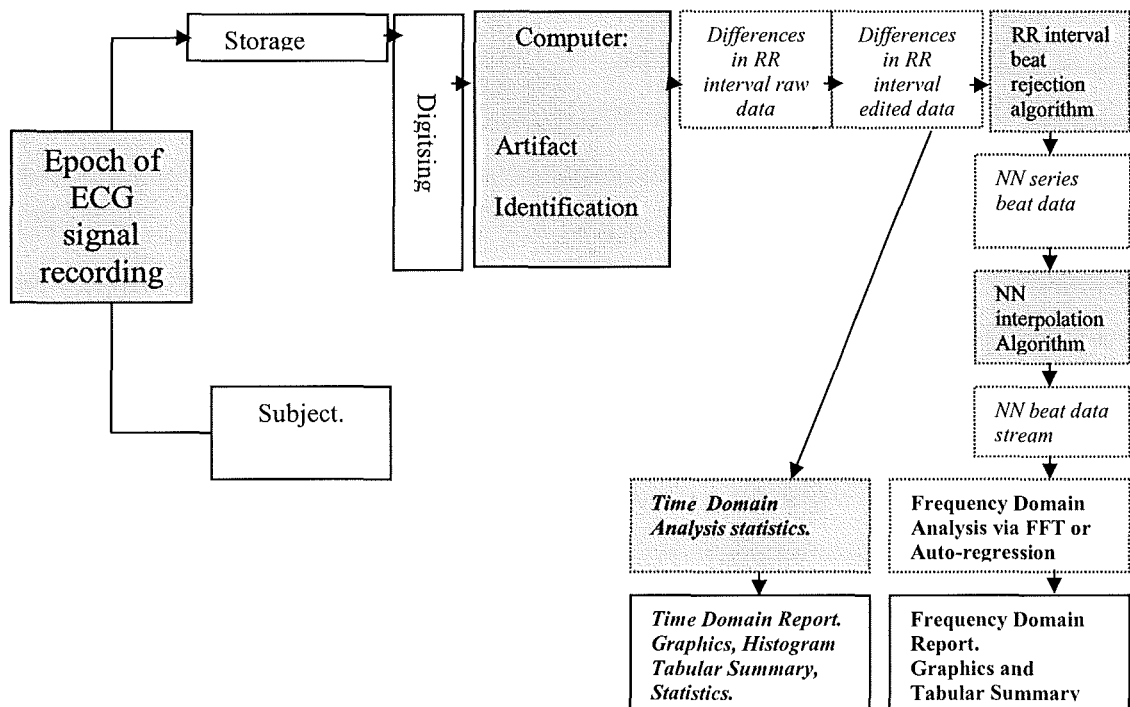 Storage
Digitsing
Computer:
Artifact
Identification
Differences
in RR
interval raw
data
Differences
in RR
interval
edited data
RR interval
beat
rejection
algorithm
Epoch of
ECG
signal
recording
NN series
beat data
NN
interpolation
Algorithm
Subject.
NN beat data
stream
Time Domain
Analysis statistics.
Frequency Domain
Analysis via FFT or
Auto-regression
Time Domain Report.
Graphics, Histogram
Tabular Summary,
Statistics.
Frequency Domain
Report.
Graphics and
Tabular Summary